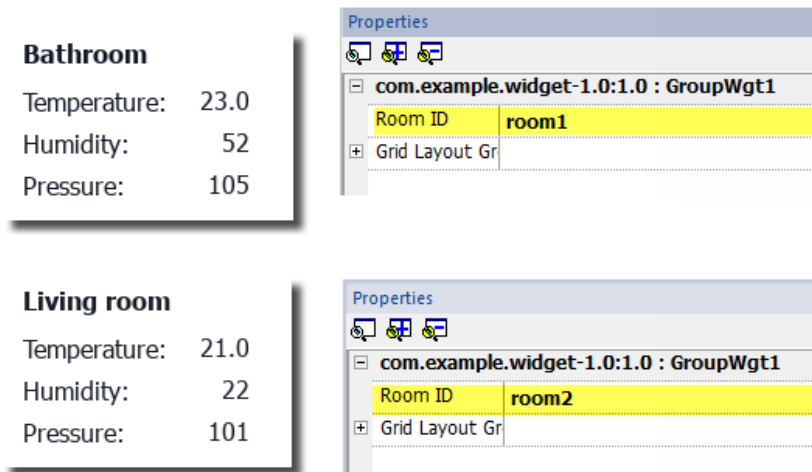 Bathroom
Temperature: 23.0
Humidity: 52
Pressure: 105
Properties
com.example.widget-1.0:1.0 : GroupWgt1
Room ID room1
Grid Layout Gr
Living room
Temperature: 21.0
Humidity: 22
Pressure: 101
Properties
com.example.widget-1.0:1.0 : GroupWgt1
Room ID room2
Grid Layout Gr